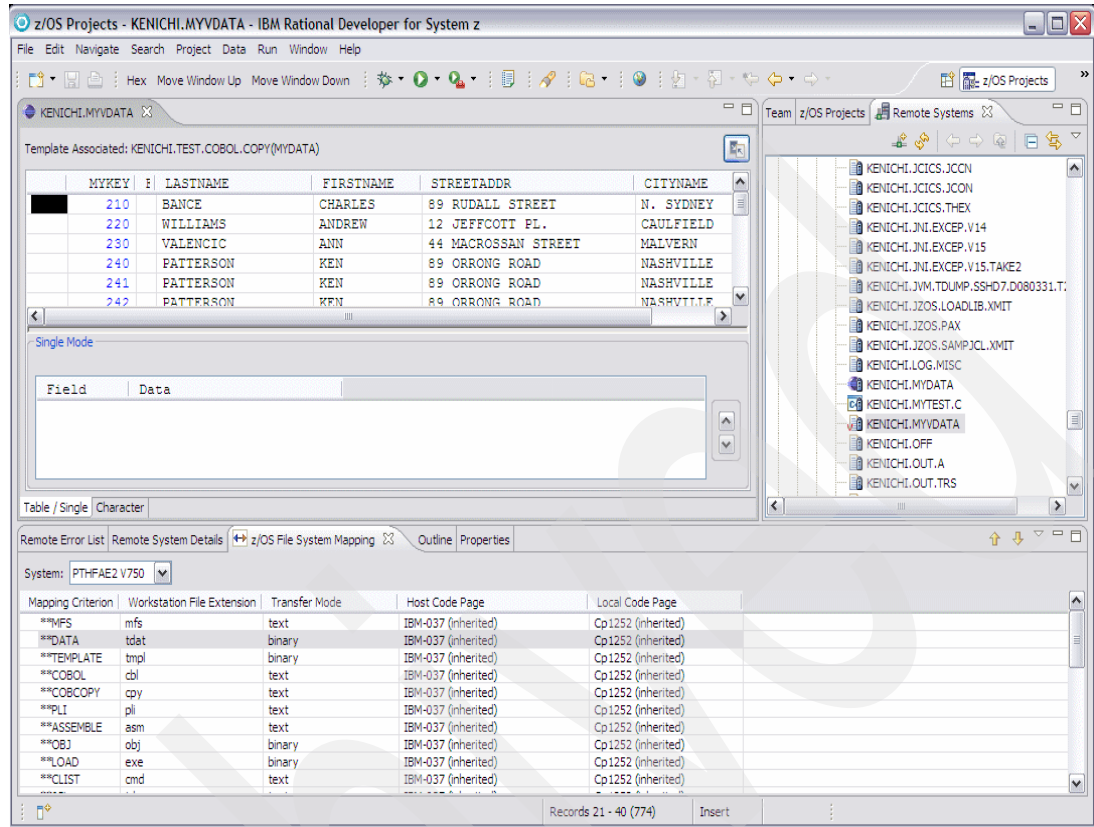 z/OS Projects - KENICHI.MYVDATA - IBM Rational Developer for System z
File Edit Navigate Search Project Data Run Window Help
Hex Move Window Up Move Window Down z/OS Projects »
KENICHI.MYVDATA
Template Associated: KENICHI.TEST.COBOL.COPY(MYDATA)
MYKEY LASTNAME FIRSTNAME STREETADDR CITYNAME
210 BANCE CHARLES 89 RUDALL STREET N. SYDNEY
220 WILLIAMS ANDREW 12 JEFFCOTT PL. CAULFIELD
230 VALENCIC ANN 44 MACROSSAN STREET MALVERN
240 PATTERSON KEN 89 ORRONG ROAD NASHVILLE
241 PATTERSON KEN 89 ORRONG ROAD NASHVILLE
242 PATTERSON KEN 89 ORRONG ROAD NASHVILLE
Single Mode
Field Data
Table / Single Character
Team z/OS Projects Remote Systems
KENICHI.JCICS.JCCN
KENICHI.JCICS.JCON
KENICHI.JCICS.THEX
KENICHI.JNI.EXCEP.V14
KENICHI.JNI.EXCEP.V15
KENICHI.JNI.EXCEP.V15.TAKE2
KENICHI.JVM.TDUMP.SSHD7.D080331.
KENICHI.JZOS.LOADLIB.XMIT
KENICHI.JZOS.PAX
KENICHI.JZOS.SAMPJCL.XMIT
KENICHI.LOG.MISC
KENICHI.MYDATA
KENICHI.MYTEST.C
KENICHI.MYVDATA
KENICHI.OFF
KENICHI.OUT.A
KENICHI.OUT.TRS
Remote Error List Remote System Details z/OS File System Mapping Outline Properties
System: PTHFAE2 V750
Mapping Criterion Workstation File Extension Transfer Mode Host Code Page Local Code Page
**MFS mfs text IBM-037 (inherited) Cp1252 (inherited)
**DATA tdat binary IBM-037 (inherited) Cp1252 (inherited)
**TEMPLATE tmpl binary IBM-037 (inherited) Cp1252 (inherited)
**COBOL cbl text IBM-037 (inherited) Cp1252 (inherited)
**COBCOPY cpy text IBM-037 (inherited) Cp1252 (inherited)
**PLI pli text IBM-037 (inherited) Cp1252 (inherited)
**ASSEMBLE asm text IBM-037 (inherited) Cp1252 (inherited)
**OBJ obj binary IBM-037 (inherited) Cp1252 (inherited)
**LOAD exe binary IBM-037 (inherited) Cp1252 (inherited)
**CLIST cmd text IBM-037 (inherited) Cp1252 (inherited)
Records 21 - 40 (774) Insert